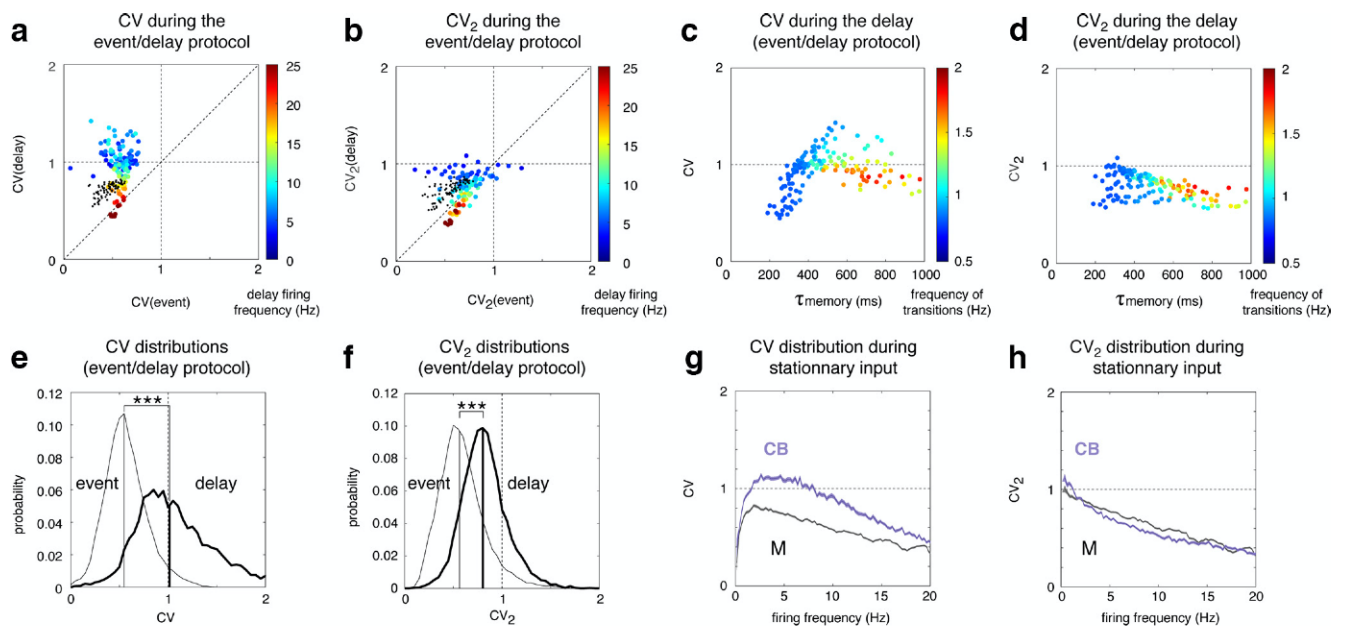 a
CV during the
event/delay protocol
2
1
0
CV(delay)
0
1
2
CV(event)
25
20
15
10
5
0
delay firing
frequency (Hz)
b
CV2 during the
event/delay protocol
2
1
0
CV2(delay)
0
1
2
CV2(event)
25
20
15
10
5
0
delay firing
frequency (Hz)
c
CV during the delay
(event/delay protocol)
2
1
0
CV
0
200
400
600
800
1000
τmemory (ms)
2
1.5
1
0.5
frequency of
transitions (Hz)
d
CV2 during the delay
(event/delay protocol)
2
1
0
CV2
0
200
400
600
800
1000
τmemory (ms)
2
1.5
1
0.5
frequency of
transitions (Hz)
e
CV distributions
(event/delay protocol)
0.12
0.10
0.08
0.06
0.04
0.02
0
probability
***
event
delay
0
1
2
CV
f
CV2 distributions
(event/delay protocol)
0.12
0.10
0.08
0.06
0.04
0.02
0
probability
***
event
delay
0
1
2
CV2
g
CV distribution during
stationnary input
2
1
0
CV
CB
M
0
5
10
15
20
firing frequency (Hz)
h
CV2 distribution during
stationnary input
2
1
0
CV2
CB
M
0
5
10
15
20
firing frequency (Hz)